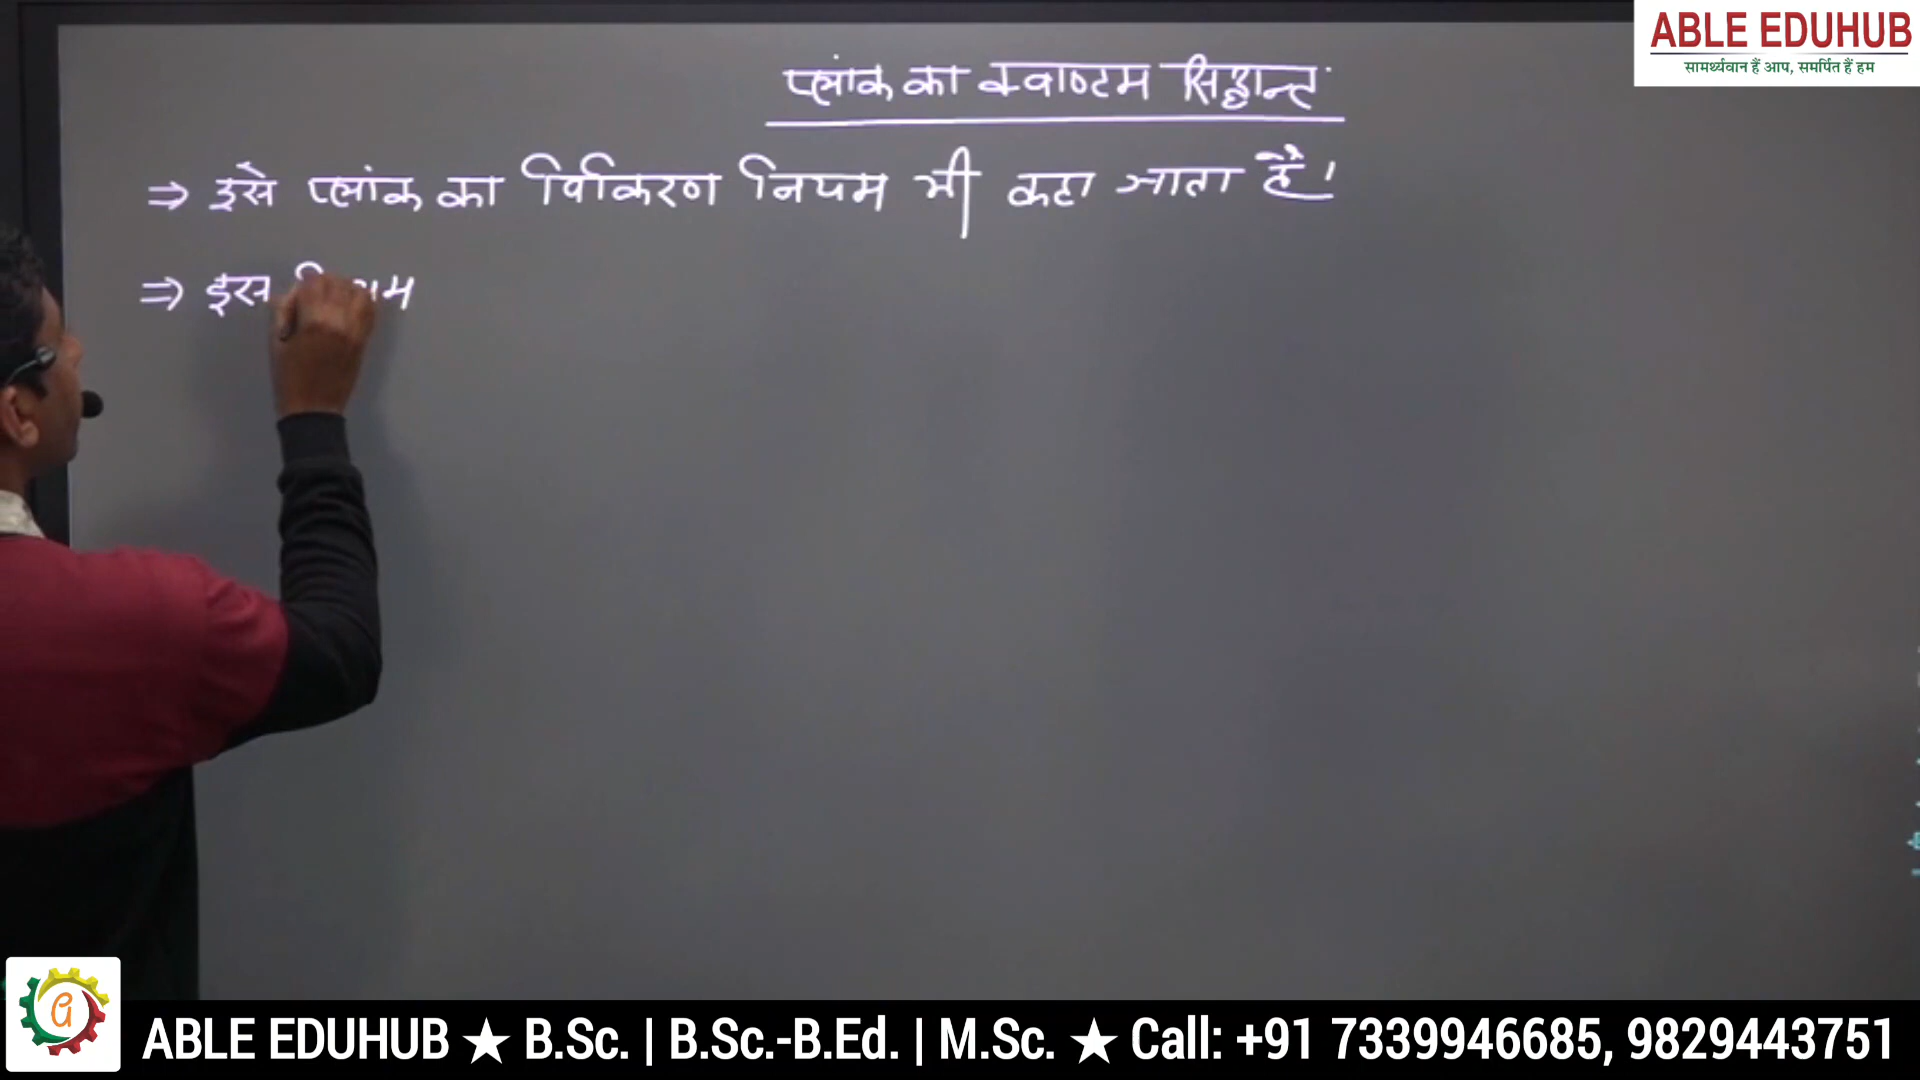 ABLE EDUHUB
सामर्थ्यवान हैं आप, समर्पित हैं हम
प्लांक का क्वाण्टम सिद्धान्त
⇒ इसे प्लांक का विकिरण नियम भी कहा जाता है।
⇒ इस
ABLE EDUHUB ★ B.Sc. | B.Sc.-B.Ed. | M.Sc. ★ Call: +91 7339946685, 9829443751